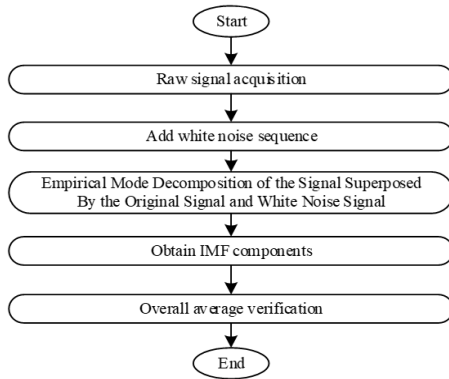 Start
Raw signal acquisition
Add white noise sequence
Empirical Mode Decomposition of the Signal Superposed
By the Original Signal and White Noise Signal
Obtain IMF components
Overall average verification
End